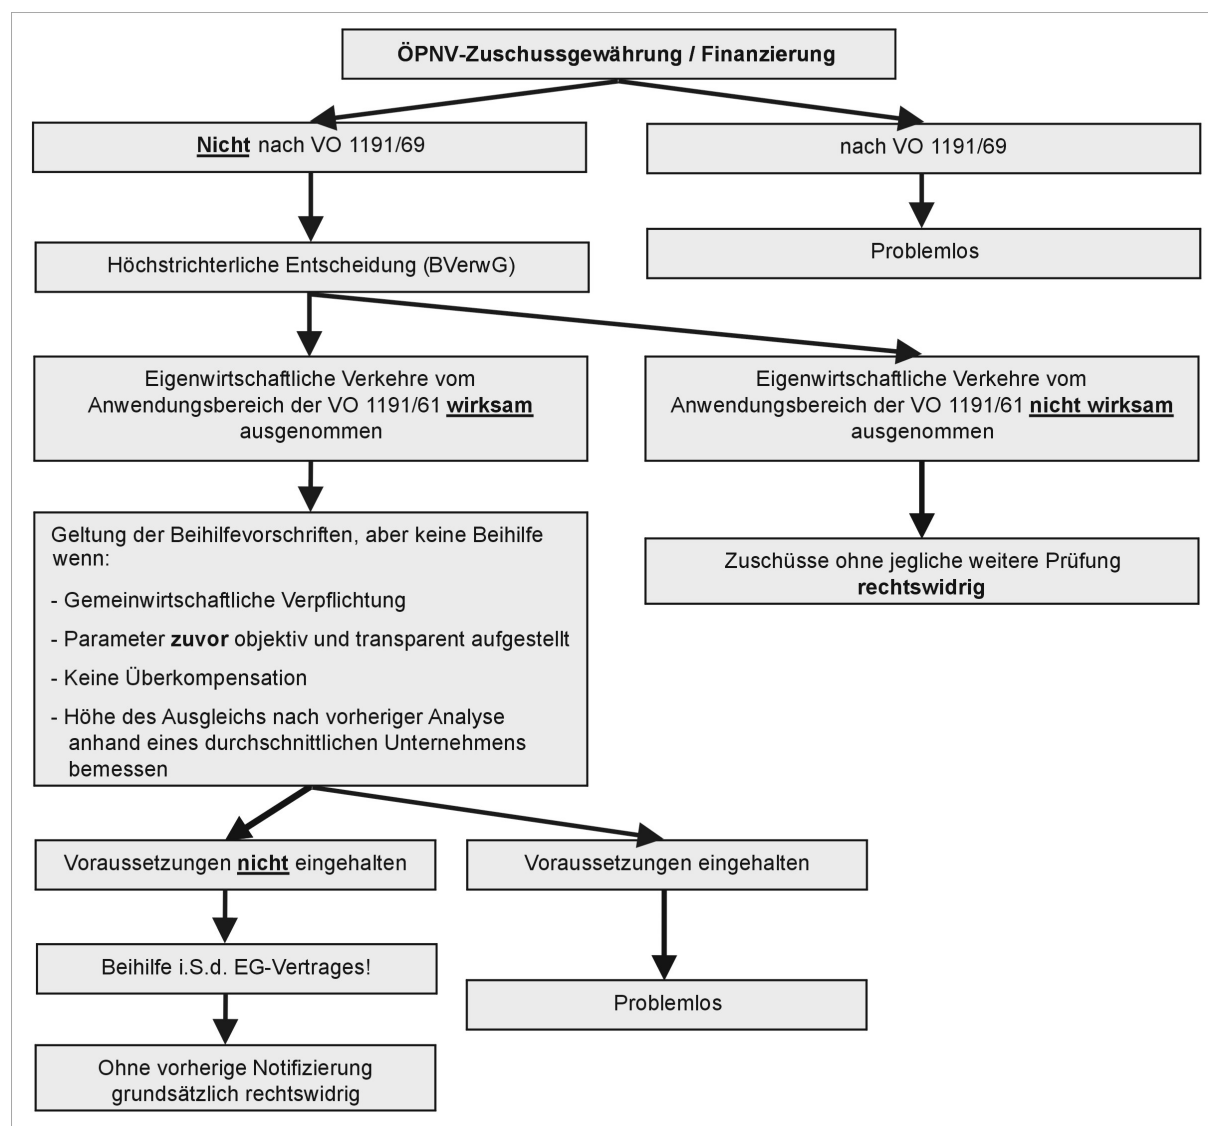 ÖPNV-Zuschussgewährung / Finanzierung
Nicht nach VO 1191/69
nach VO 1191/69
Höchstrichterliche Entscheidung (BVerwG)
Problemlos
Eigenwirtschaftliche Verkehre vom
Anwendungsbereich der VO 1191/61 wirksam
ausgenommen
Eigenwirtschaftliche Verkehre vom
Anwendungsbereich der VO 1191/61 nicht wirksam
ausgenommen
Geltung der Beihilfevorschriften, aber keine Beihilfe
wenn:
- Gemeinwirtschaftliche Verpflichtung
- Parameter zuvor objektiv und transparent aufgestellt
- Keine Überkompensation
- Höhe des Ausgleichs nach vorheriger Analyse
anhand eines durchschnittlichen Unternehmens
bemessen
Zuschüsse ohne jegliche weitere Prüfung
rechtswidrig
Voraussetzungen nicht eingehalten
Voraussetzungen eingehalten
Beihilfe i.S.d. EG-Vertrages!
Problemlos
Ohne vorherige Notifizierung
grundsätzlich rechtswidrig